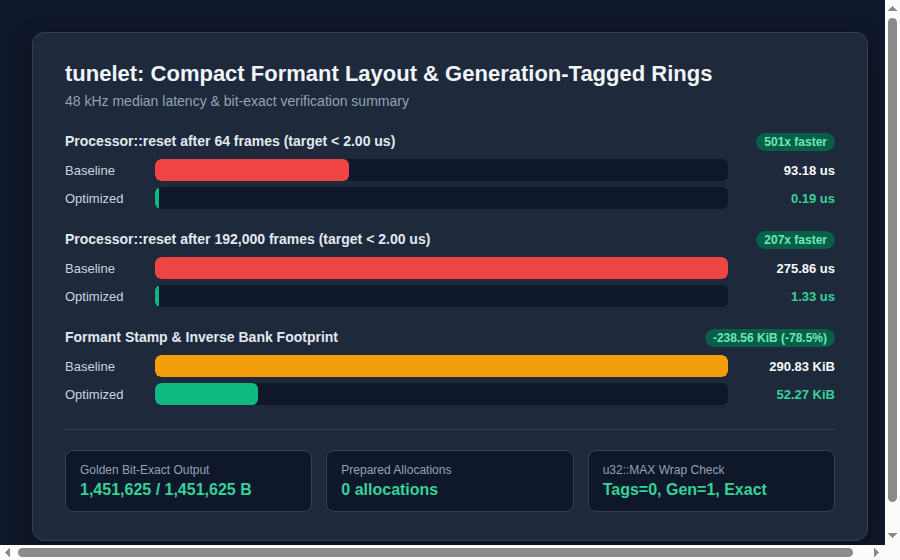 tunelet: Compact Formant Layout & Generation-Tagged Rings
48 kHz median latency & bit-exact verification summary
Processor::reset after 64 frames (target < 2.00 us)
501x faster
Baseline
93.18 us
Optimized
0.19 us
Processor::reset after 192,000 frames (target < 2.00 us)
207x faster
Baseline
275.86 us
Optimized
1.33 us
Formant Stamp & Inverse Bank Footprint
-238.56 KiB (-78.5%)
Baseline
290.83 KiB
Optimized
52.27 KiB
Golden Bit-Exact Output
1,451,625 / 1,451,625 B
Prepared Allocations
0 allocations
u32::MAX Wrap Check
Tags=0, Gen=1, Exact